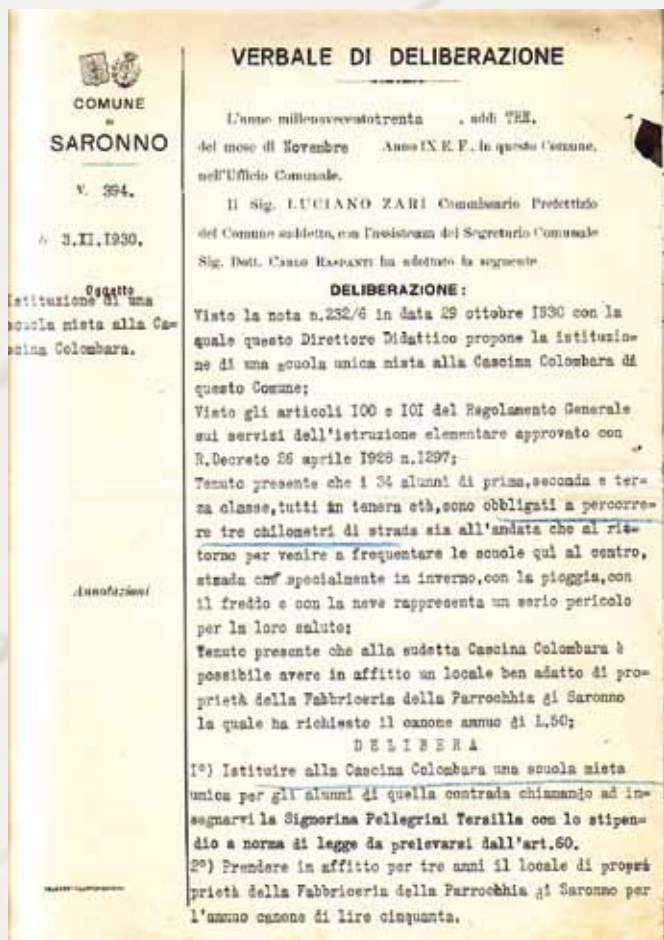 COMUNE
di
SARONNO
N. 394.
li 3.XI.1930.
Oggetto
Istituzione di una
scuola mista alla Ca=
scina Colombara.
Annotazioni
VERBALE DI DELIBERAZIONE
L'anno millenovecentotrenta , addì TRE.
del mese di Novembre Anno IX E. F., in questo Comune,
nell'Ufficio Comunale.
Il Sig. LUCIANO ZARI Commissario Prefettizio
del Comune suddetto, con l'assistenza del Segretario Comunale
Sig. Dott. CARLO RASPANTI ha adottato la seguente
DELIBERAZIONE:
Visto la nota n.232/6 in data 29 ottobre I930 con la
quale questo Direttore Didattico propone la istituzio=
ne di una scuola unica mista alla Cascina Colombara di
questo Comune;
Visto gli articoli I00 e I0I del Regolamento Generale
sui servizi dell'istruzione elementare approvato con
R.Decreto 26 aprile I928 n.I297;
Tenuto presente che i 34 alunni di prima,seconda e ter=
za classe,tutti in tenera età,sono obbligati a percorre=
re tre chilometri di strada sia all'andata che al ri=
torno per venire a frequentare le scuole qui al centro,
strada specialmente in inverno,con la pioggia,con
il freddo e con la neve rappresenta un serio pericolo
per la loro salute;
Tenuto presente che alla sudetta Cascina Colombara è
possibile avere in affitto un locale ben adatto di pro=
prietà della Fabbriceria della Parrochhia di Saronno
la quale ha richiesto il canone annuo di L.50;
D E L I B E R A
I°) Istituire alla Cascina Colombara una scuola mista
unica per gli alunni di quella contrada chiamando ad in=
segnarvi la Signorina Pellegrini Tersilla con lo stipen=
dio a norma di legge da prelevarsi dall'art.60.
2°) Prendere in affitto per tre anni il locale di propri
prietà della Fabbriceria della Parrochhia di Saronno per
l'annuo canone di lire cinquanta.